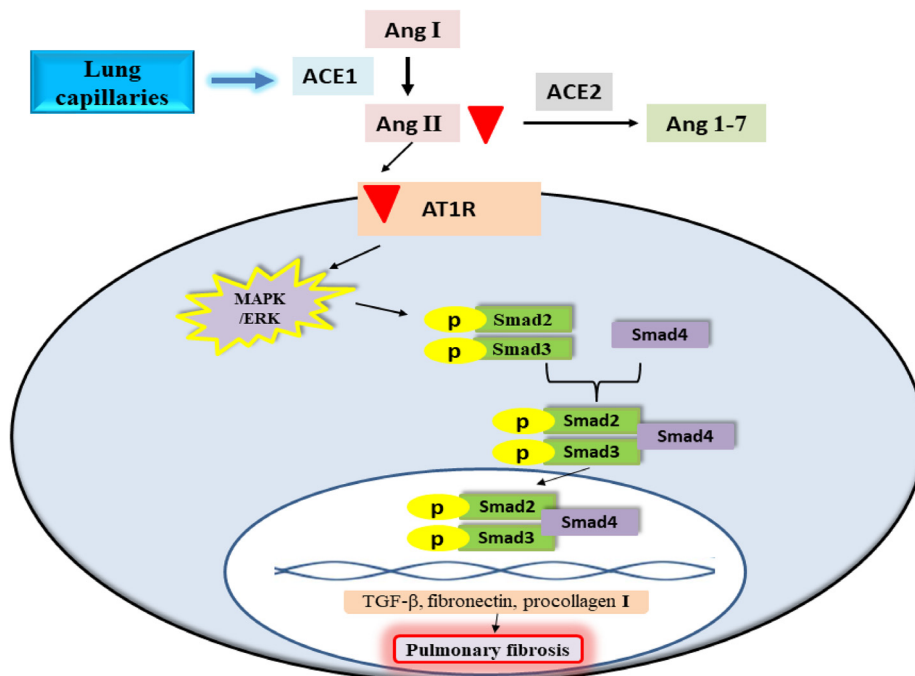 Ang I
Lung
capillaries
ACE1
ACE2
Ang II
Ang 1-7
AT1R
MAPK
/ERK
p Smad2
p Smad3
Smad4
p Smad2
p Smad3
Smad4
p Smad2
p Smad3
Smad4
TGF-β, fibronectin, procollagen I
Pulmonary fibrosis